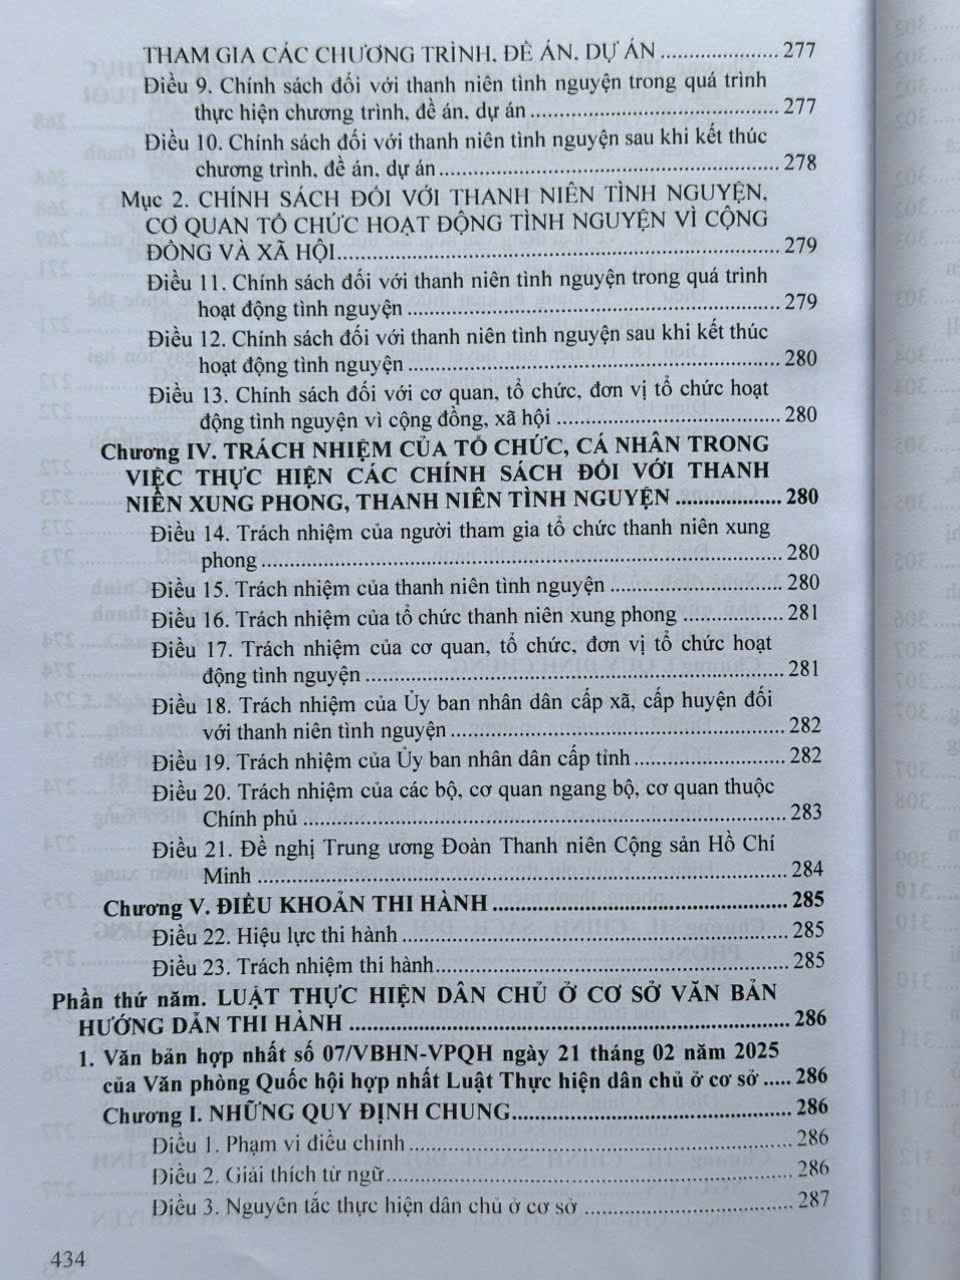 THAM GIA CÁC CHƯƠNG TRÌNH, ĐỀ ÁN, DỰ ÁN ................... 277
Điều 9. Chính sách đối với thanh niên tình nguyện trong quá trình
thực hiện chương trình, đề án, dự án ......................................... 277
Điều 10. Chính sách đối với thanh niên tình nguyện sau khi kết thúc
chương trình, đề án, dự án ......................................................... 278
Mục 2. CHÍNH SÁCH ĐỐI VỚI THANH NIÊN TÌNH NGUYỆN,
CƠ QUAN TỔ CHỨC HOẠT ĐỘNG TÌNH NGUYỆN VÌ CỘNG
ĐỒNG VÀ XÃ HỘI......................................................................... 279
Điều 11. Chính sách đối với thanh niên tình nguyện trong quá trình
hoạt động tình nguyện .............................................................. 279
Điều 12. Chính sách đối với thanh niên tình nguyện sau khi kết thúc
hoạt động tình nguyện .............................................................. 280
Điều 13. Chính sách đối với cơ quan, tổ chức, đơn vị tổ chức hoạt
động tình nguyện vì cộng đồng, xã hội ..................................... 280
Chương IV. TRÁCH NHIỆM CỦA TỔ CHỨC, CÁ NHÂN TRONG
VIỆC THỰC HIỆN CÁC CHÍNH SÁCH ĐỐI VỚI THANH
NIÊN XUNG PHONG, THANH NIÊN TÌNH NGUYỆN ................. 280
Điều 14. Trách nhiệm của người tham gia tổ chức thanh niên xung
phong ........................................................................................ 280
Điều 15. Trách nhiệm của thanh niên tình nguyện ............................ 280
Điều 16. Trách nhiệm của tổ chức thanh niên xung phong ................. 281
Điều 17. Trách nhiệm của cơ quan, tổ chức, đơn vị tổ chức hoạt
động tình nguyện ...................................................................... 281
Điều 18. Trách nhiệm của Ủy ban nhân dân cấp xã, cấp huyện đối
với thanh niên tình nguyện ........................................................ 282
Điều 19. Trách nhiệm của Ủy ban nhân dân cấp tỉnh ......................... 282
Điều 20. Trách nhiệm của các bộ, cơ quan ngang bộ, cơ quan thuộc
Chính phủ ................................................................................. 283
Điều 21. Đề nghị Trung ương Đoàn Thanh niên Cộng sản Hồ Chí
Minh ......................................................................................... 284
Chương V. ĐIỀU KHOẢN THI HÀNH ................................................ 285
Điều 22. Hiệu lực thi hành ................................................................. 285
Điều 23. Trách nhiệm thi hành........................................................... 285
Phần thứ năm. LUẬT THỰC HIỆN DÂN CHỦ Ở CƠ SỞ VĂN BẢN
HƯỚNG DẪN THI HÀNH ....................................................................... 286
1. Văn bản hợp nhất số 07/VBHN-VPQH ngày 21 tháng 02 năm 2025
của Văn phòng Quốc hội hợp nhất Luật Thực hiện dân chủ ở cơ sở ..... 286
Chương I. NHỮNG QUY ĐỊNH CHUNG............................................. 286
Điều 1. Phạm vi điều chỉnh ................................................................ 286
Điều 2. Giải thích từ ngữ.................................................................... 286
Điều 3. Nguyên tắc thực hiện dân chủ ở cơ sở ................................... 287
434